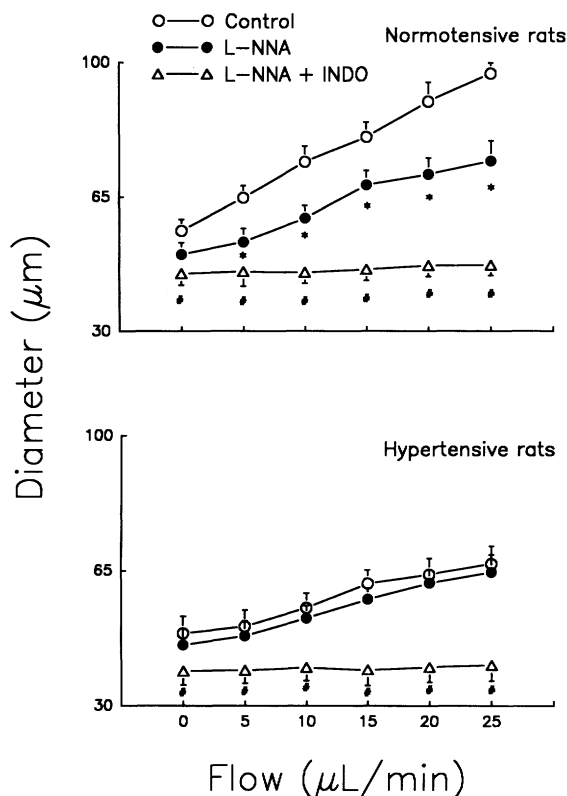 Control
L-NNA
L-NNA + INDO
Normotensive rats
100
65
30
* * * * *
# # # # # #
Diameter (μm)
Hypertensive rats
100
65
30
# # # # # #
0 5 10 15 20 25
Flow (μL/min)